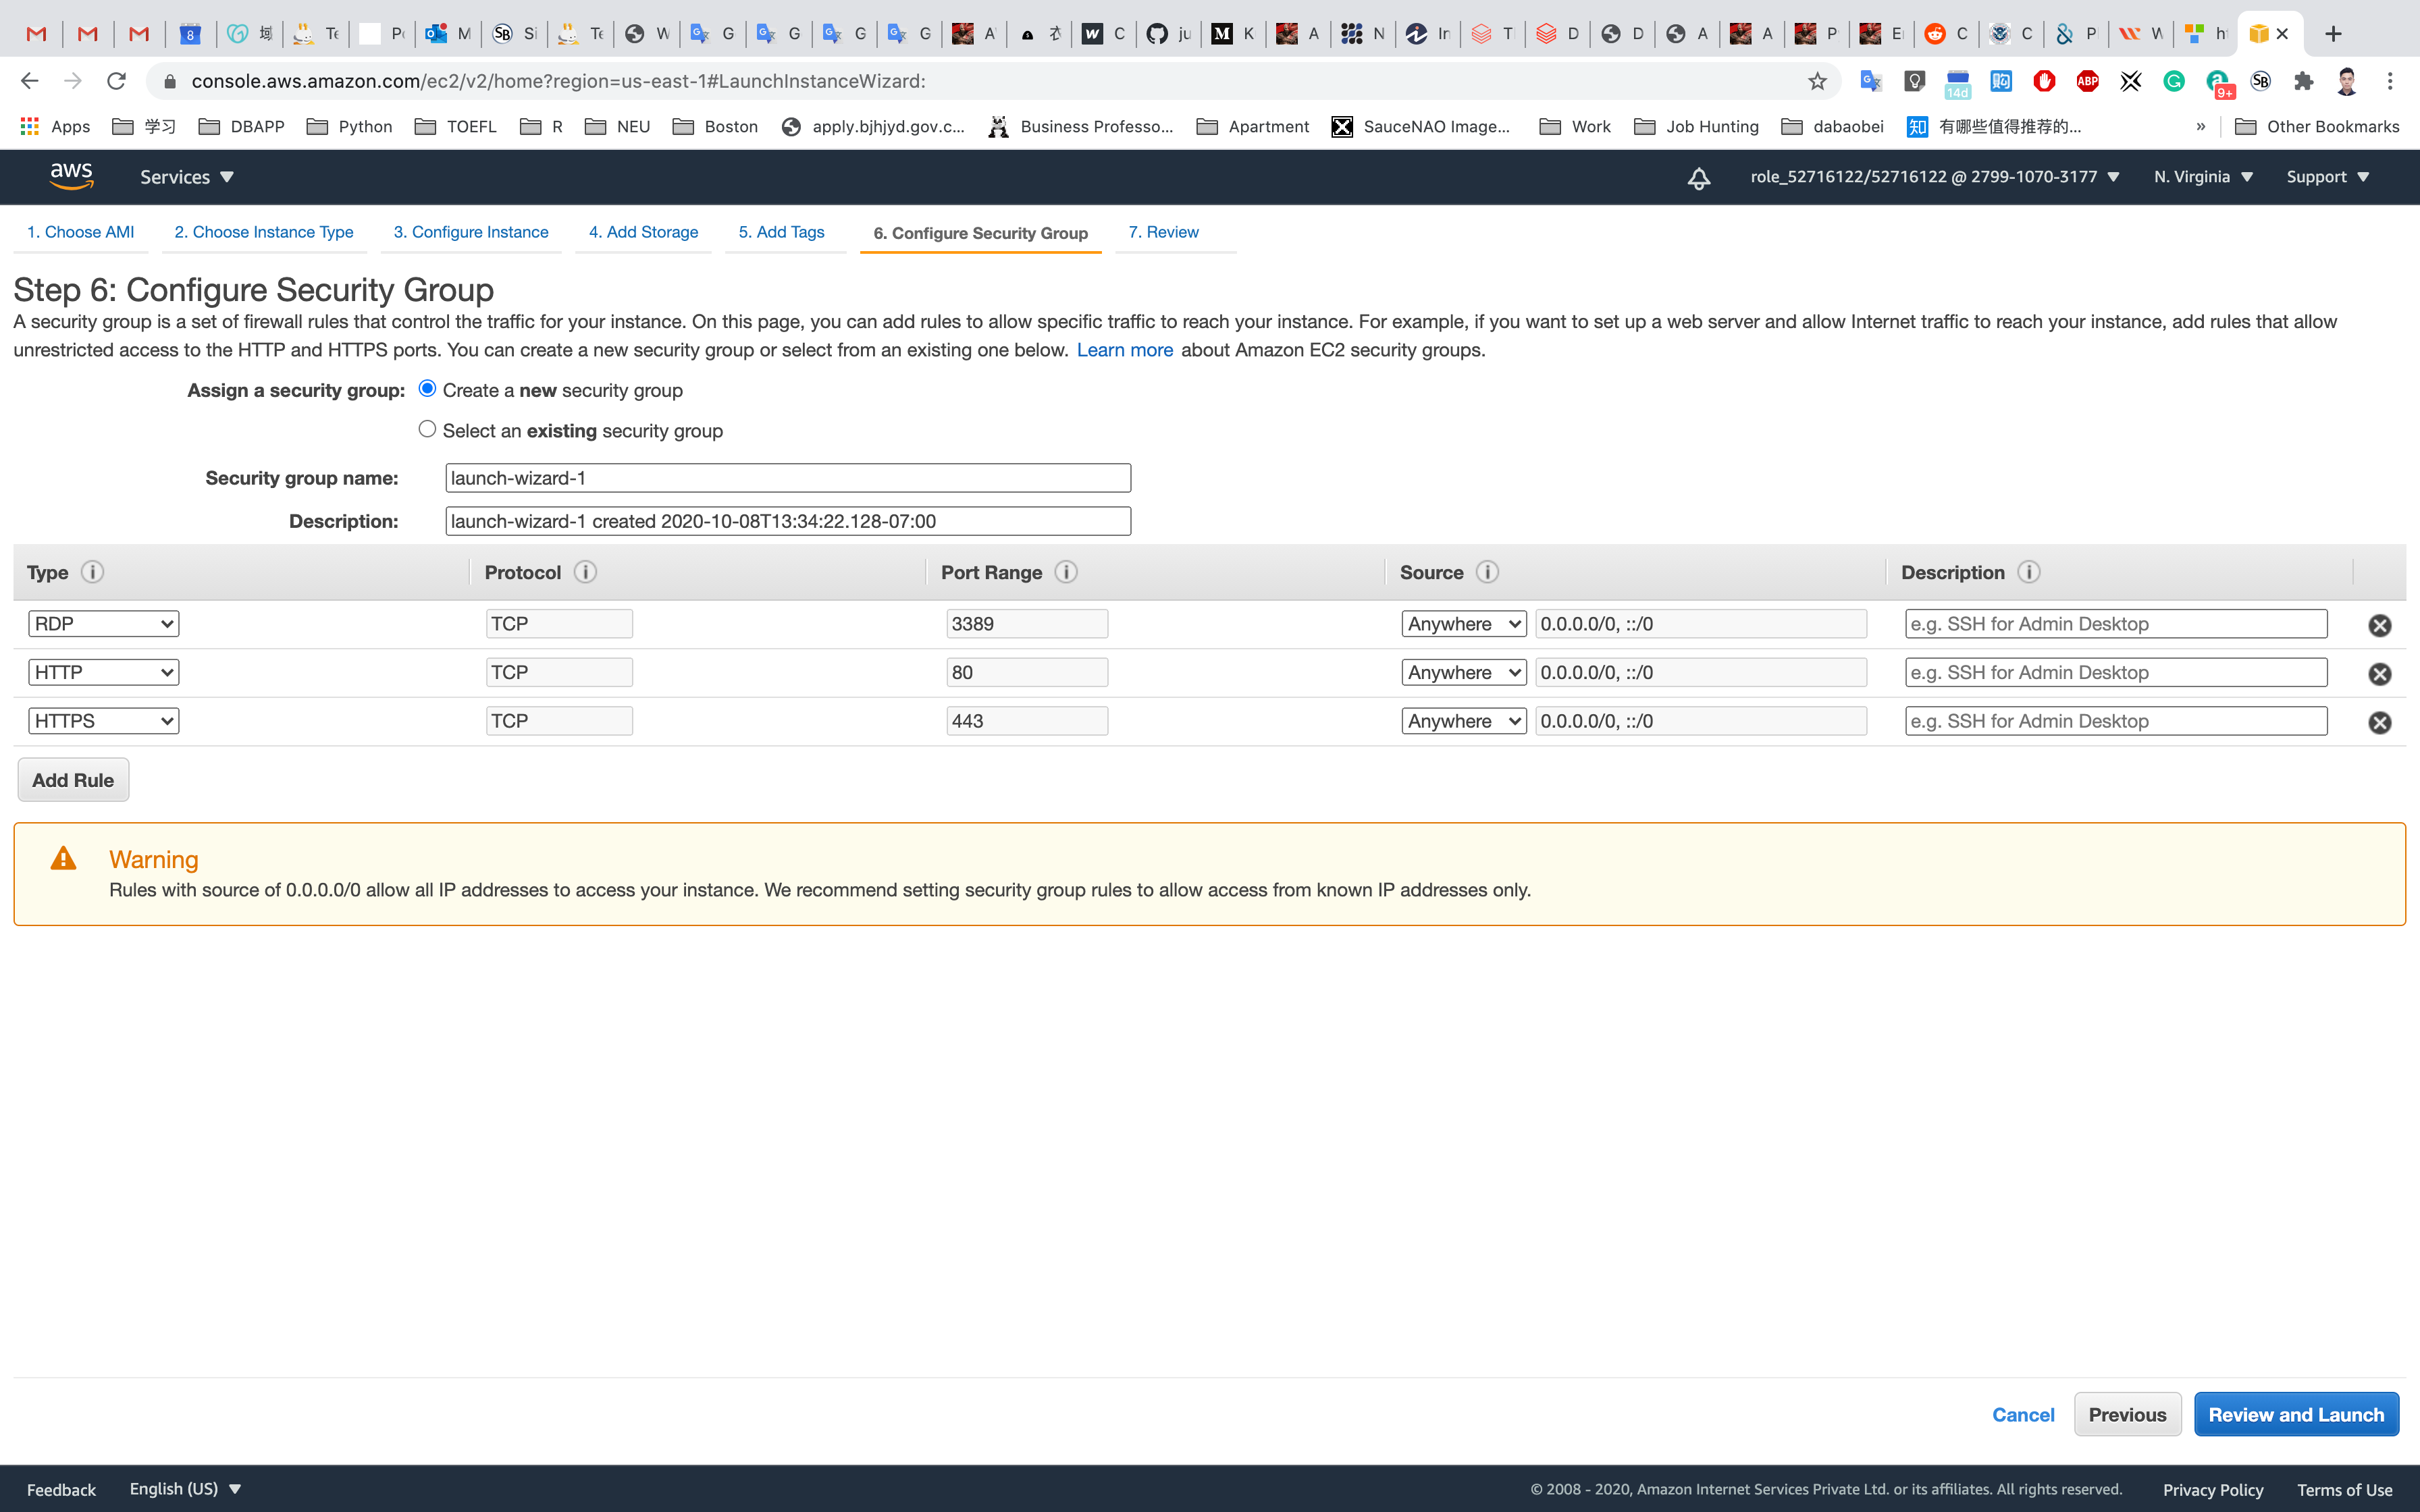 8
域
Te
Pe
M
Si
Te
W
G
G
G
G
A
衣
C
ju
K
A
N
In
T
D
D
A
A
P
E
C
C
P
W
h
console.aws.amazon.com/ec2/v2/home?region=us-east-1#LaunchInstanceWizard:
14d
ABP
9+
SB
Apps
学习
DBAPP
Python
TOEFL
R
NEU
Boston
apply.bjhjyd.gov.c...
Business Professo...
Apartment
SauceNAO Image...
Work
Job Hunting
dabaobei
知 有哪些值得推荐的...
»
Other Bookmarks
aws
Services
role_52716122/52716122 @ 2799-1070-3177
N. Virginia
Support
1. Choose AMI
2. Choose Instance Type
3. Configure Instance
4. Add Storage
5. Add Tags
6. Configure Security Group
7. Review
Step 6: Configure Security Group
A security group is a set of firewall rules that control the traffic for your instance. On this page, you can add rules to allow specific traffic to reach your instance. For example, if you want to set up a web server and allow Internet traffic to reach your instance, add rules that allow
unrestricted access to the HTTP and HTTPS ports. You can create a new security group or select from an existing one below. Learn more about Amazon EC2 security groups.
Assign a security group: Create a new security group
Select an existing security group
Security group name: launch-wizard-1
Description: launch-wizard-1 created 2020-10-08T13:34:22.128-07:00
Type Protocol Port Range Source Description
RDP TCP 3389 Anywhere 0.0.0.0/0, ::/0 e.g. SSH for Admin Desktop
HTTP TCP 80 Anywhere 0.0.0.0/0, ::/0 e.g. SSH for Admin Desktop
HTTPS TCP 443 Anywhere 0.0.0.0/0, ::/0 e.g. SSH for Admin Desktop
Add Rule
Warning
Rules with source of 0.0.0.0/0 allow all IP addresses to access your instance. We recommend setting security group rules to allow access from known IP addresses only.
Cancel
Previous
Review and Launch
Feedback
English (US)
© 2008 - 2020, Amazon Internet Services Private Ltd. or its affiliates. All rights reserved.
Privacy Policy
Terms of Use